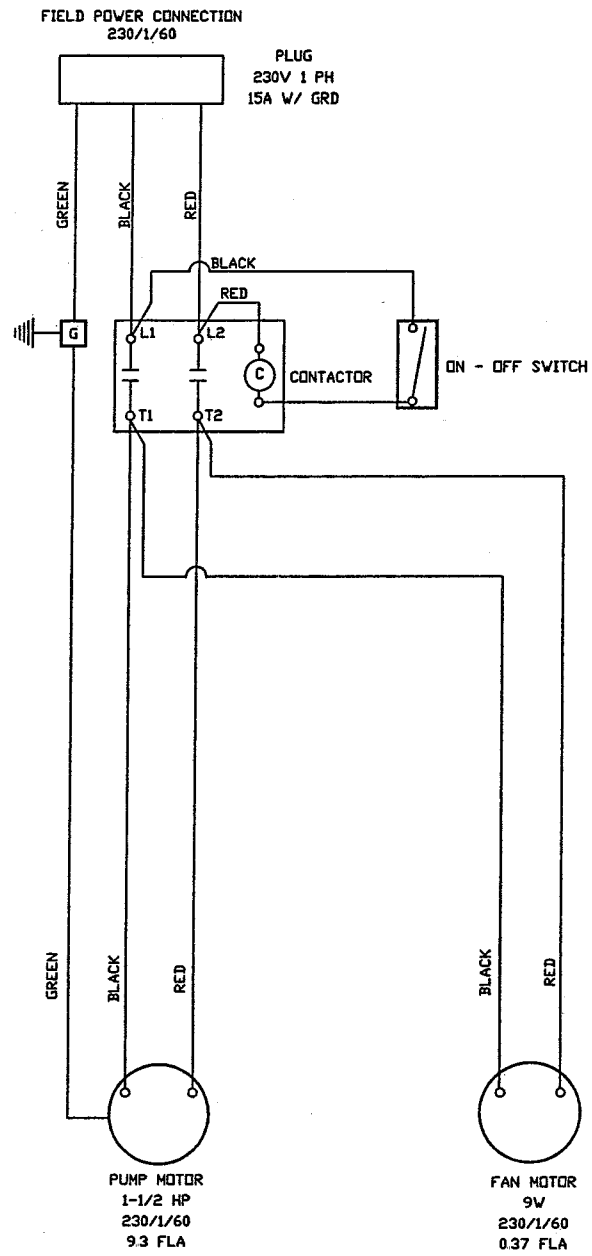 FIELD POWER CONNECTION
230/1/60
PLUG
230V 1 PH
15A W/ GRD
GREEN
BLACK
RED
BLACK
RED
G
L1
L2
C
CONTACTOR
ON - OFF SWITCH
T1
T2
GREEN
BLACK
RED
BLACK
RED
PUMP MOTOR
1-1/2 HP
230/1/60
9.3 FLA
FAN MOTOR
9W
230/1/60
0.37 FLA